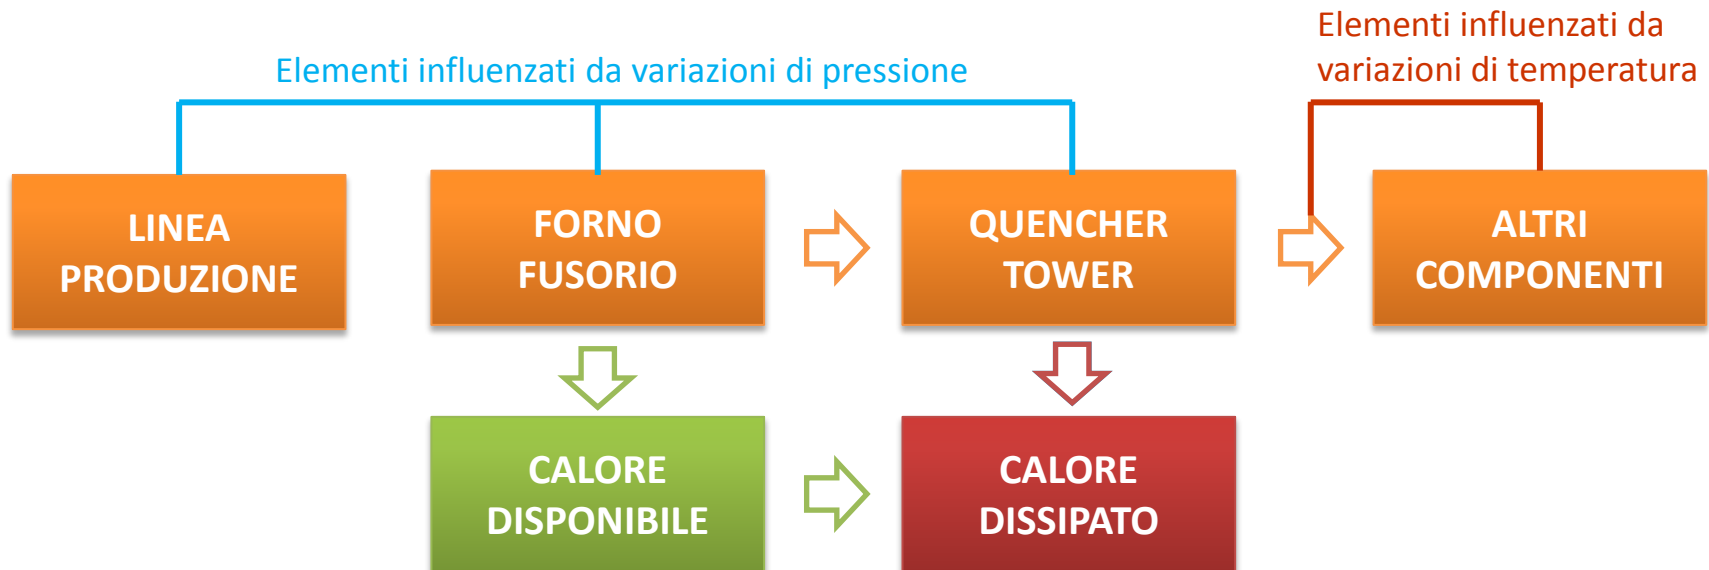 Elementi influenzati da
variazioni di temperatura
Elementi influenzati da variazioni di pressione
LINEA
PRODUZIONE
FORNO
FUSORIO
QUENCHER
TOWER
ALTRI
COMPONENTI
CALORE
DISPONIBILE
CALORE
DISSIPATO